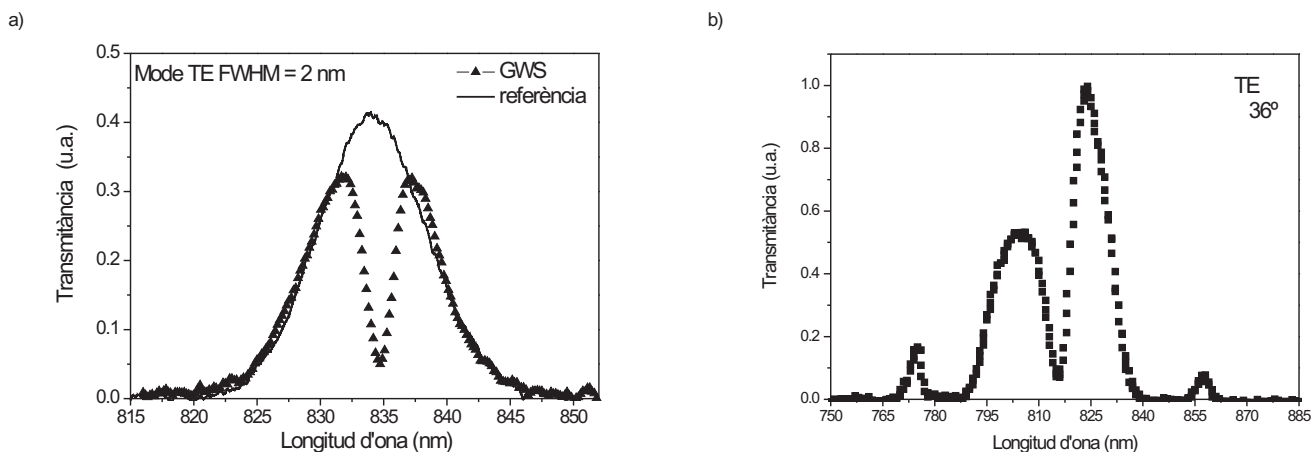 a)
Mode TE FWHM = 2 nm
GWS
referència
Transmitància (u.a.)
0.5
0.4
0.3
0.2
0.1
0.0
815 820 825 830 835 840 845 850
Longitud d'ona (nm)
b)
TE
36º
Transmitància (u.a.)
1.0
0.8
0.6
0.4
0.2
0.0
750 765 780 795 810 825 840 855 870 885
Longitud d'ona (nm)